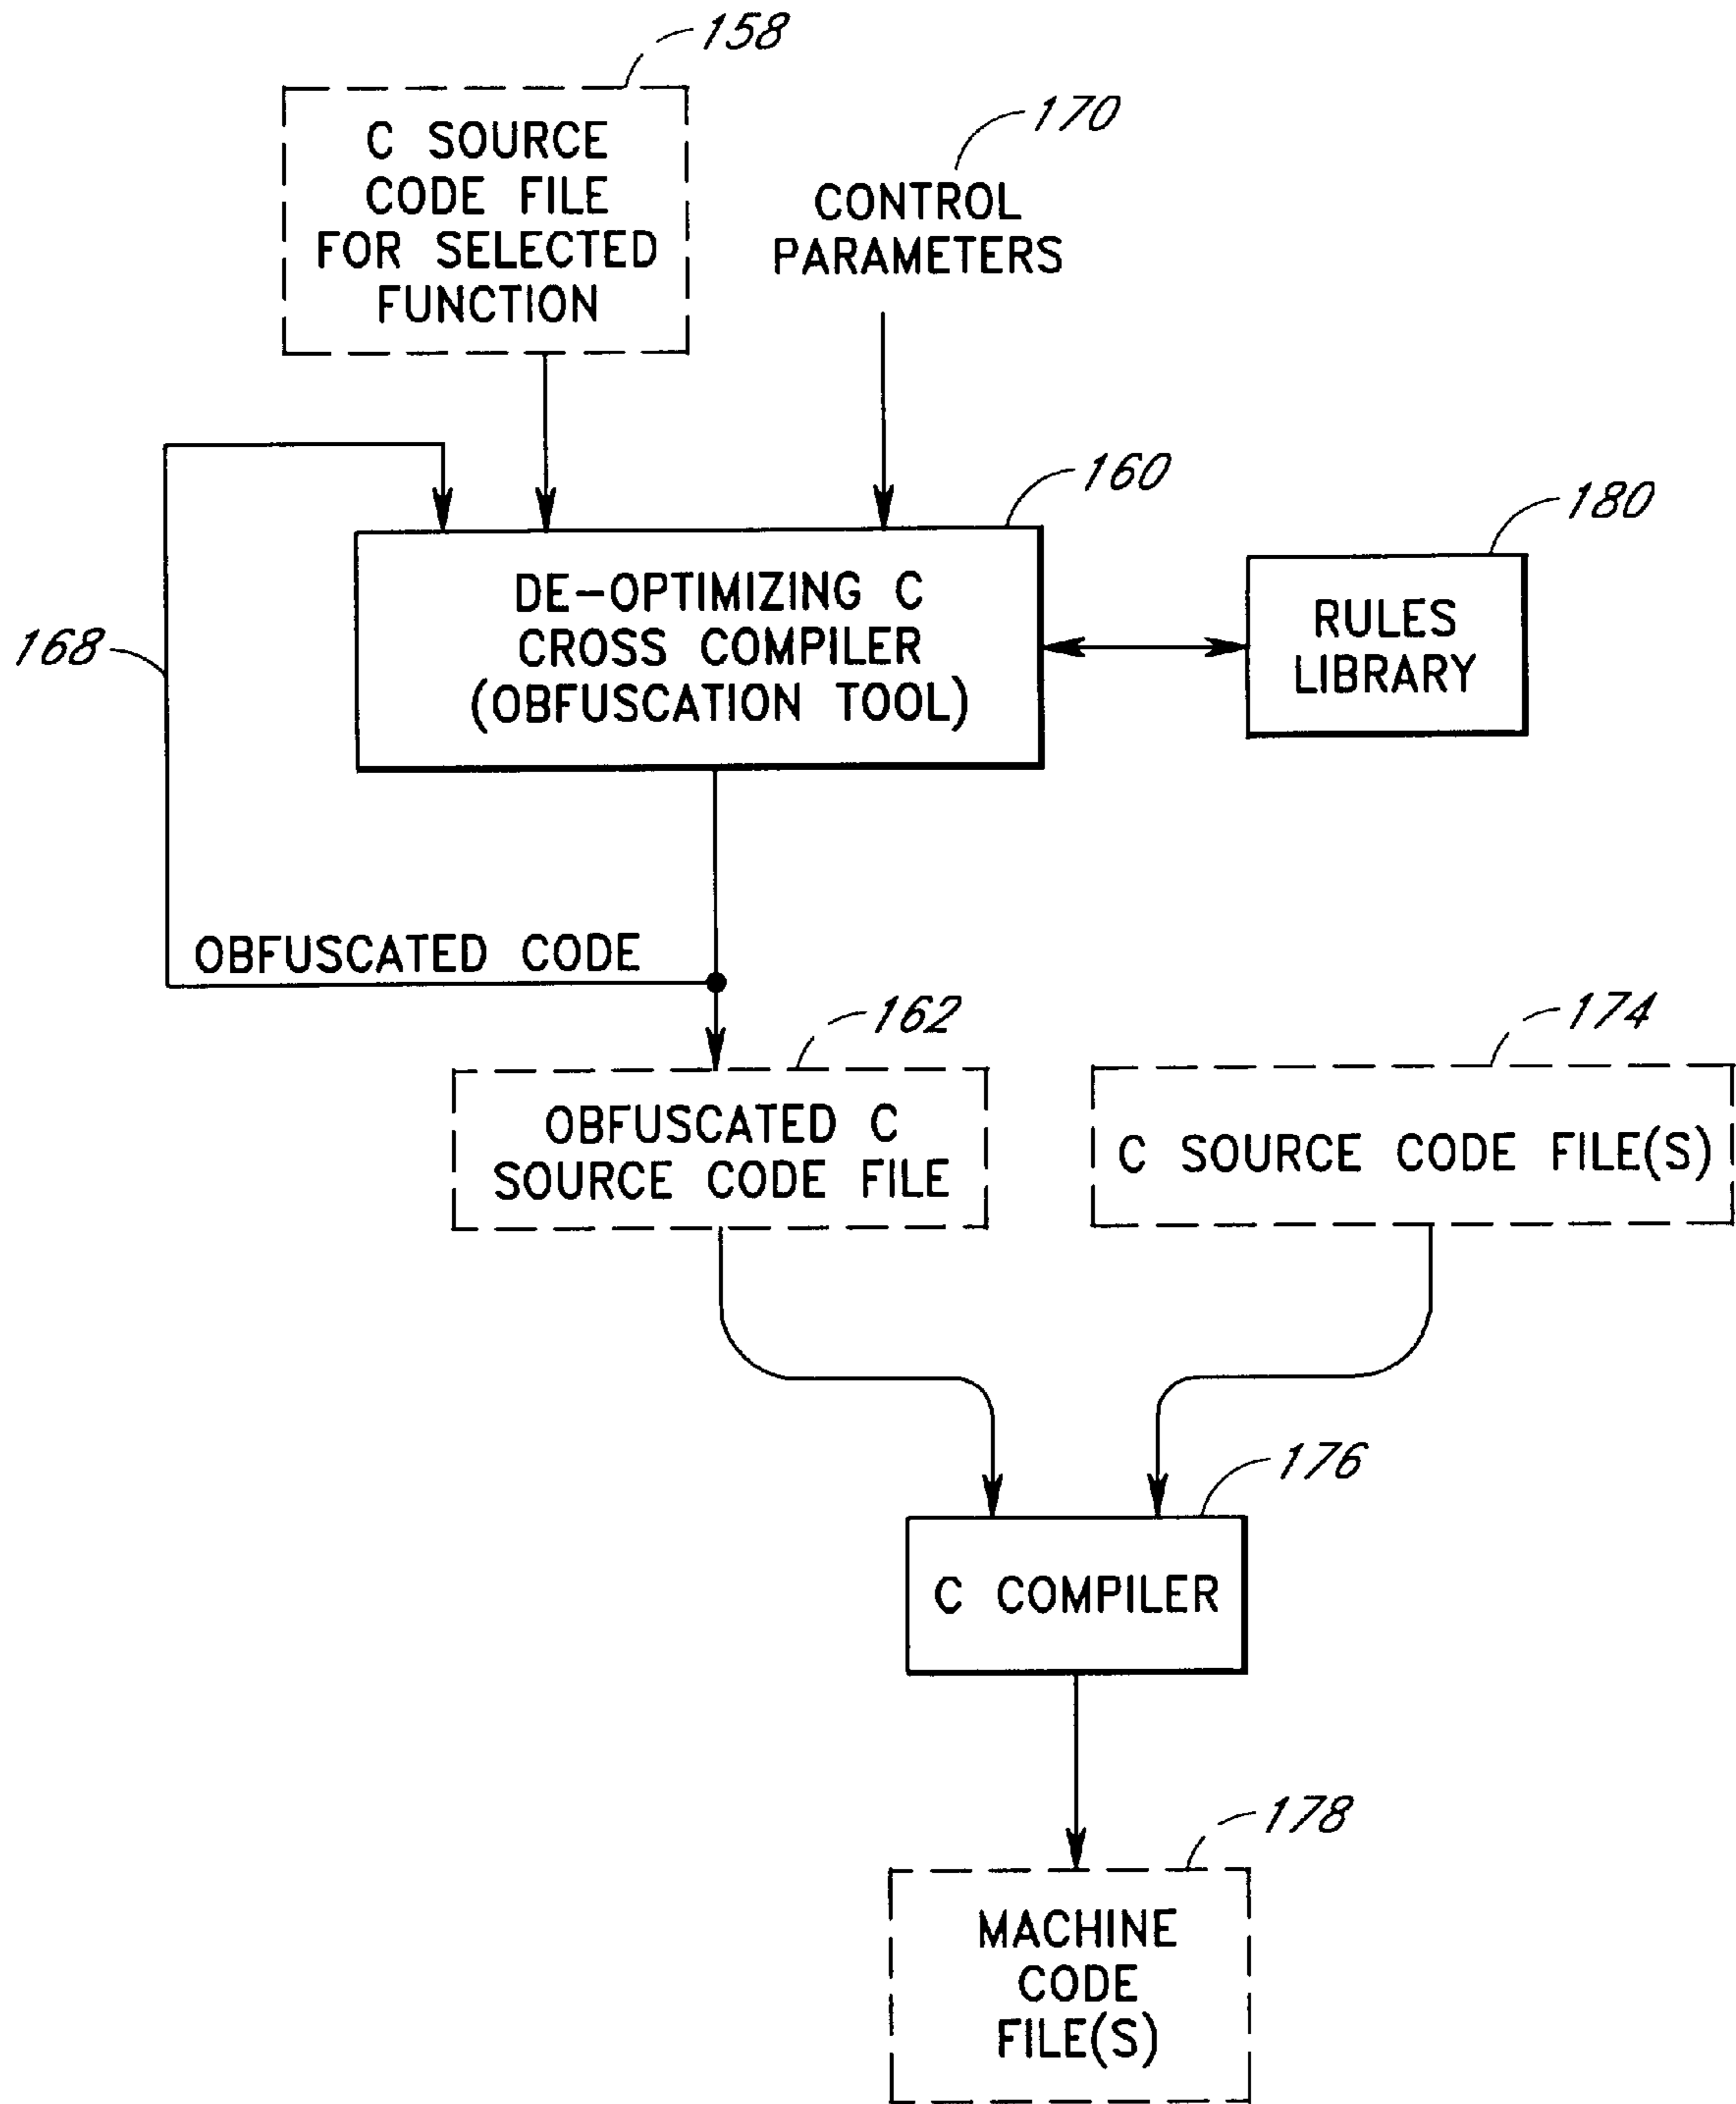 158
C SOURCE
CODE FILE
FOR SELECTED
FUNCTION
170
CONTROL
PARAMETERS
160
180
DE-OPTIMIZING C
CROSS COMPILER
(OBFUSCATION TOOL)
RULES
LIBRARY
168
OBFUSCATED CODE
162
174
OBFUSCATED C
SOURCE CODE FILE
C SOURCE CODE FILE(S)
176
C COMPILER
178
MACHINE
CODE
FILE(S)